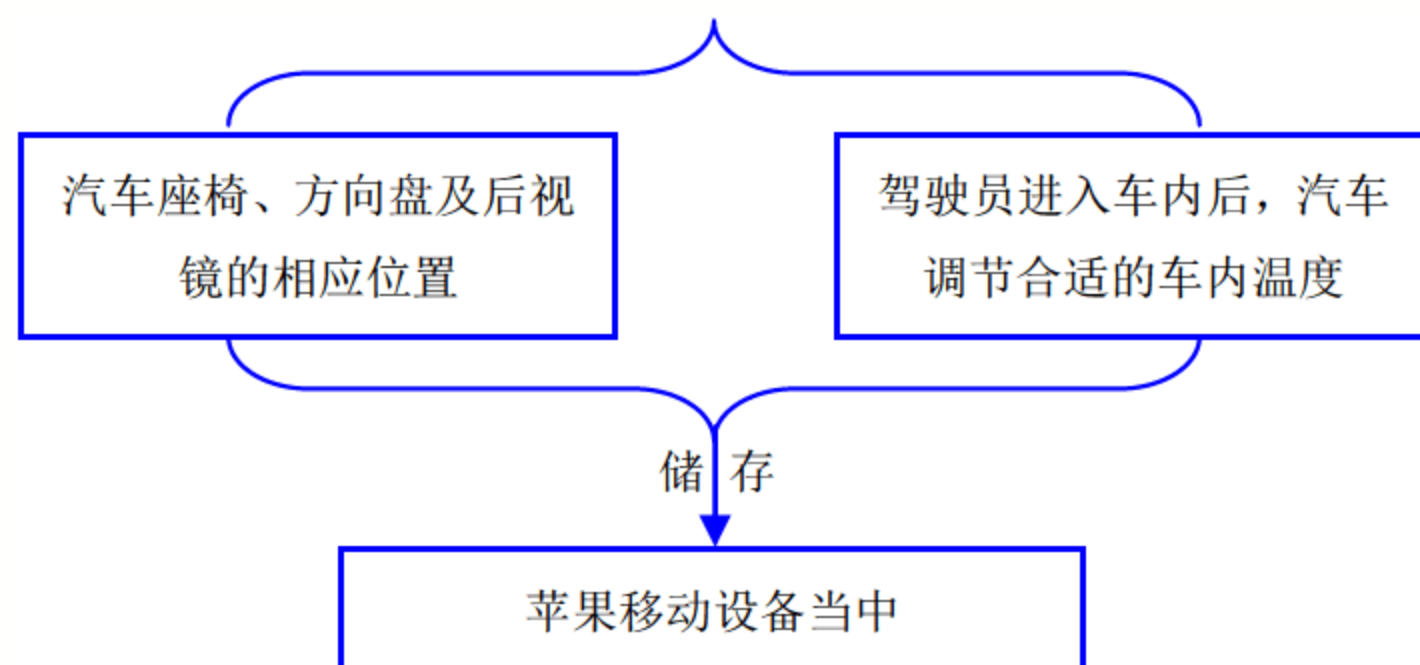 汽车座椅、方向盘及后视
镜的相应位置
驾驶员进入车内后，汽车
调节合适的车内温度
储 存
苹果移动设备当中